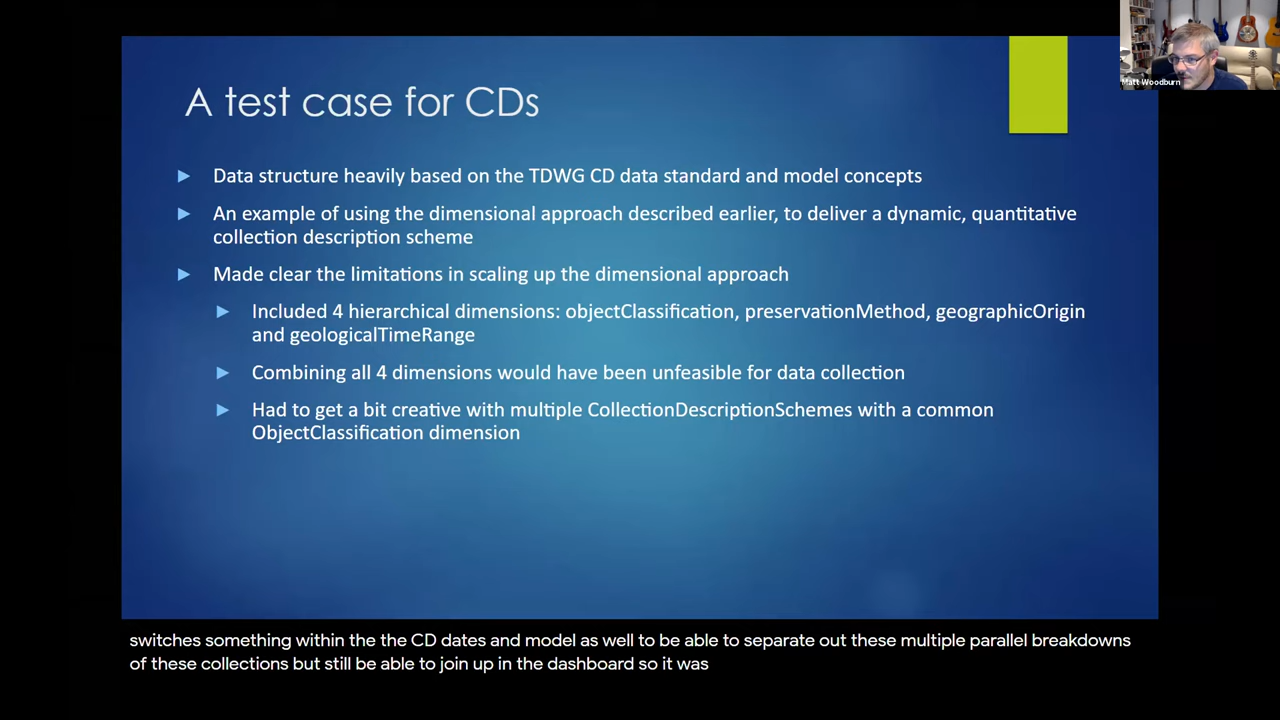 Matt Woodburn
A test case for CDs
Data structure heavily based on the TDWG CD data standard and model concepts
An example of using the dimensional approach described earlier, to deliver a dynamic, quantitative
collection description scheme
Made clear the limitations in scaling up the dimensional approach
Included 4 hierarchical dimensions: objectClassification, preservationMethod, geographicOrigin
and geologicalTimeRange
Combining all 4 dimensions would have been unfeasible for data collection
Had to get a bit creative with multiple CollectionDescriptionSchemes with a common
ObjectClassification dimension
switches something within the the CD dates and model as well to be able to separate out these multiple parallel breakdowns
of these collections but still be able to join up in the dashboard so it was